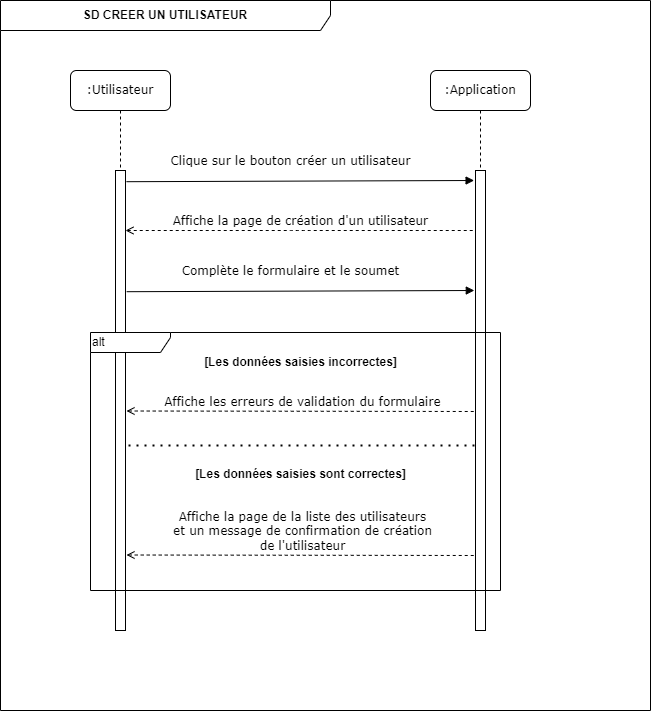 SD CREER UN UTILISATEUR
:Utilisateur
:Application
Clique sur le bouton créer un utilisateur
Affiche la page de création d'un utilisateur
Complète le formulaire et le soumet
alt
[Les données saisies incorrectes]
Affiche les erreurs de validation du formulaire
[Les données saisies sont correctes]
Affiche la page de la liste des utilisateurs
et un message de confirmation de création
de l'utilisateur